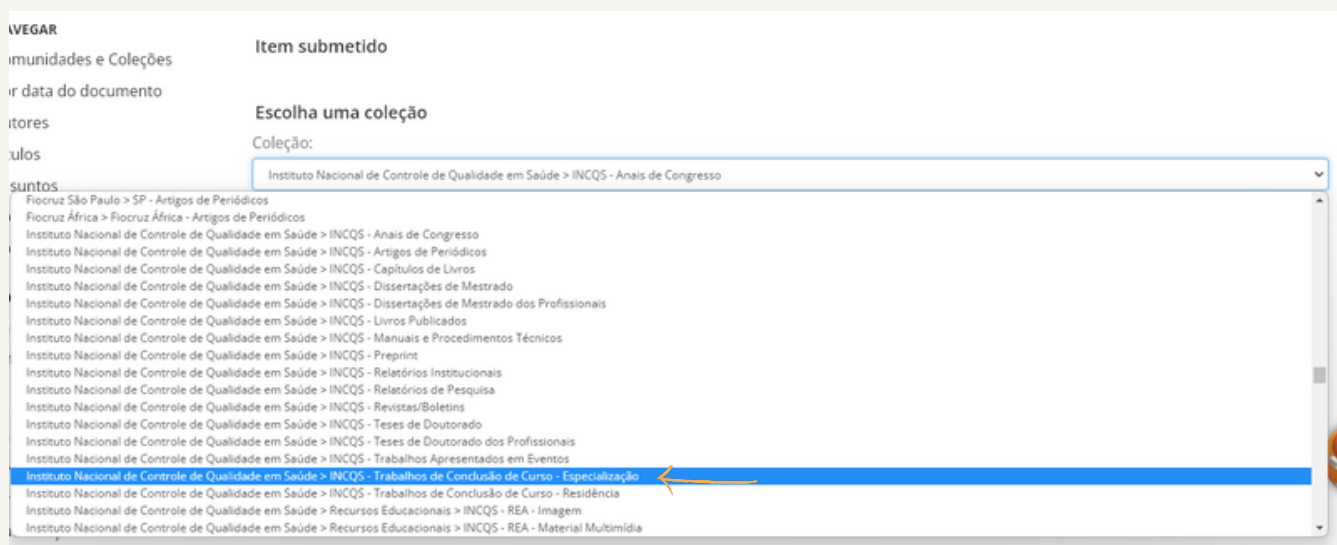 AVEGAR
omunidades e Coleções
or data do documento
utores
ulos
suntos
Item submetido
Escolha uma coleção
Coleção:
Instituto Nacional de Controle de Qualidade em Saúde > INCQS - Anais de Congresso
Fiocruz São Paulo > SP - Artigos de Periódicos
Fiocruz África > Fiocruz África - Artigos de Periódicos
Instituto Nacional de Controle de Qualidade em Saúde > INCQS - Anais de Congresso
Instituto Nacional de Controle de Qualidade em Saúde > INCQS - Artigos de Periódicos
Instituto Nacional de Controle de Qualidade em Saúde > INCQS - Capítulos de Livros
Instituto Nacional de Controle de Qualidade em Saúde > INCQS - Dissertações de Mestrado
Instituto Nacional de Controle de Qualidade em Saúde > INCQS - Dissertações de Mestrado dos Profissionais
Instituto Nacional de Controle de Qualidade em Saúde > INCQS - Livros Publicados
Instituto Nacional de Controle de Qualidade em Saúde > INCQS - Manuais e Procedimentos Técnicos
Instituto Nacional de Controle de Qualidade em Saúde > INCQS - Preprint
Instituto Nacional de Controle de Qualidade em Saúde > INCQS - Relatórios Institucionais
Instituto Nacional de Controle de Qualidade em Saúde > INCQS - Relatórios de Pesquisa
Instituto Nacional de Controle de Qualidade em Saúde > INCQS - Revistas/Boletins
Instituto Nacional de Controle de Qualidade em Saúde > INCQS - Teses de Doutorado
Instituto Nacional de Controle de Qualidade em Saúde > INCQS - Teses de Doutorado dos Profissionais
Instituto Nacional de Controle de Qualidade em Saúde > INCQS - Trabalhos Apresentados em Eventos
Instituto Nacional de Controle de Qualidade em Saúde > INCQS - Trabalhos de Conclusão de Curso - Especialização
Instituto Nacional de Controle de Qualidade em Saúde > INCQS - Trabalhos de Conclusão de Curso - Residência
Instituto Nacional de Controle de Qualidade em Saúde > Recursos Educacionais > INCQS - REA - Imagem
Instituto Nacional de Controle de Qualidade em Saúde > Recursos Educacionais > INCQS - REA - Material Multimídia